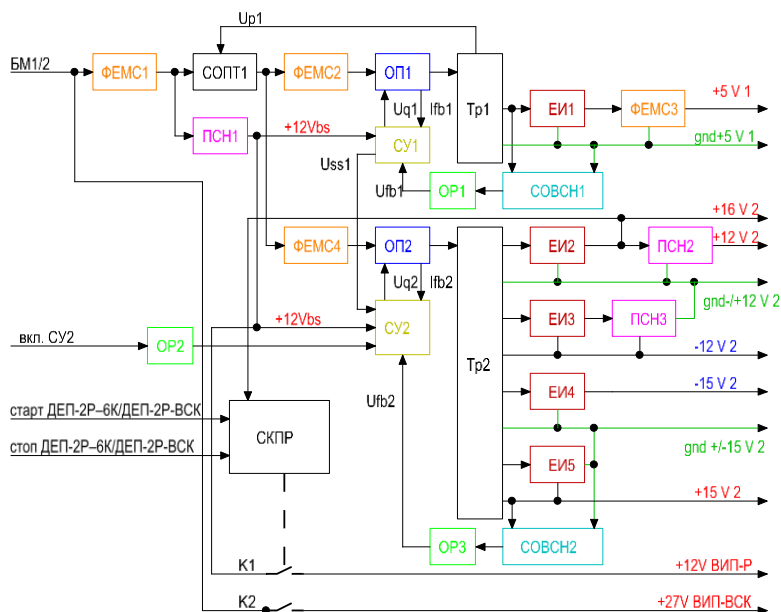 Up1
БМ1/2
ФЕМС1
СОПТ1
ФЕМС2
ОП1
Тр1
Uq1
Ifb1
ЕИ1
ФЕМС3
+5 V 1
ПСН1
+12Vbs
СУ1
gnd+5 V 1
Uss1
Ufb1
ОР1
СОВСН1
+16 V 2
ФЕМС4
ОП2
ЕИ2
ПСН2
+12 V 2
Uq2
Ifb2
gnd-/+12 V 2
+12Vbs
СУ2
ЕИ3
ПСН3
вкл. СУ2
ОР2
-12 V 2
Тр2
Ufb2
ЕИ4
-15 V 2
старт ДЕП-2Р–6К/ДЕП-2Р-ВСК
СКПР
стоп ДЕП-2Р–6К/ДЕП-2Р-ВСК
gnd +/-15 V 2
ЕИ5
+15 V 2
ОР3
СОВСН2
К1
+12V ВИП-Р
К2
+27V ВИП-ВСК